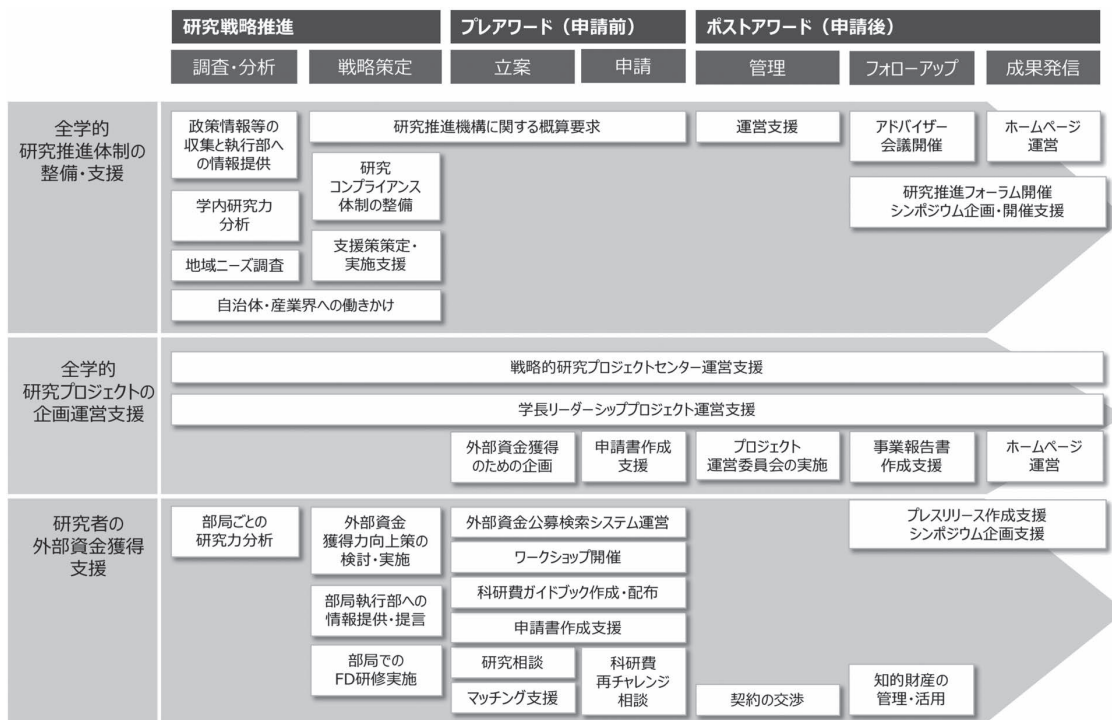 研究戦略推進
プレアワード（申請前）
ポストアワード（申請後）
調査・分析
戦略策定
立案
申請
管理
フォローアップ
成果発信
全学的
研究推進体制の
整備・支援
政策情報等の
収集と執行部へ
の情報提供
研究推進機構に関する概算要求
運営支援
アドバイザー
会議開催
ホームページ
運営
研究
コンプライアンス
体制の整備
研究推進フォーラム開催
シンポジウム企画・開催支援
学内研究力
分析
支援策策定・
実施支援
地域ニーズ調査
自治体・産業界への働きかけ
全学的
研究プロジェクトの
企画運営支援
戦略的研究プロジェクトセンター運営支援
学長リーダーシッププロジェクト運営支援
外部資金獲得
のための企画
申請書作成
支援
プロジェクト
運営委員会の実施
事業報告書
作成支援
ホームページ
運営
研究者の
外部資金獲得
支援
部局ごとの
研究力分析
外部資金
獲得力向上策の
検討・実施
外部資金公募検索システム運営
プレスリリース作成支援
シンポジウム企画支援
ワークショップ開催
科研費ガイドブック作成・配布
部局執行部への
情報提供・提言
申請書作成支援
部局での
FD研修実施
研究相談
科研費
再チャレンジ
相談
マッチング支援
契約の交渉
知的財産の
管理・活用